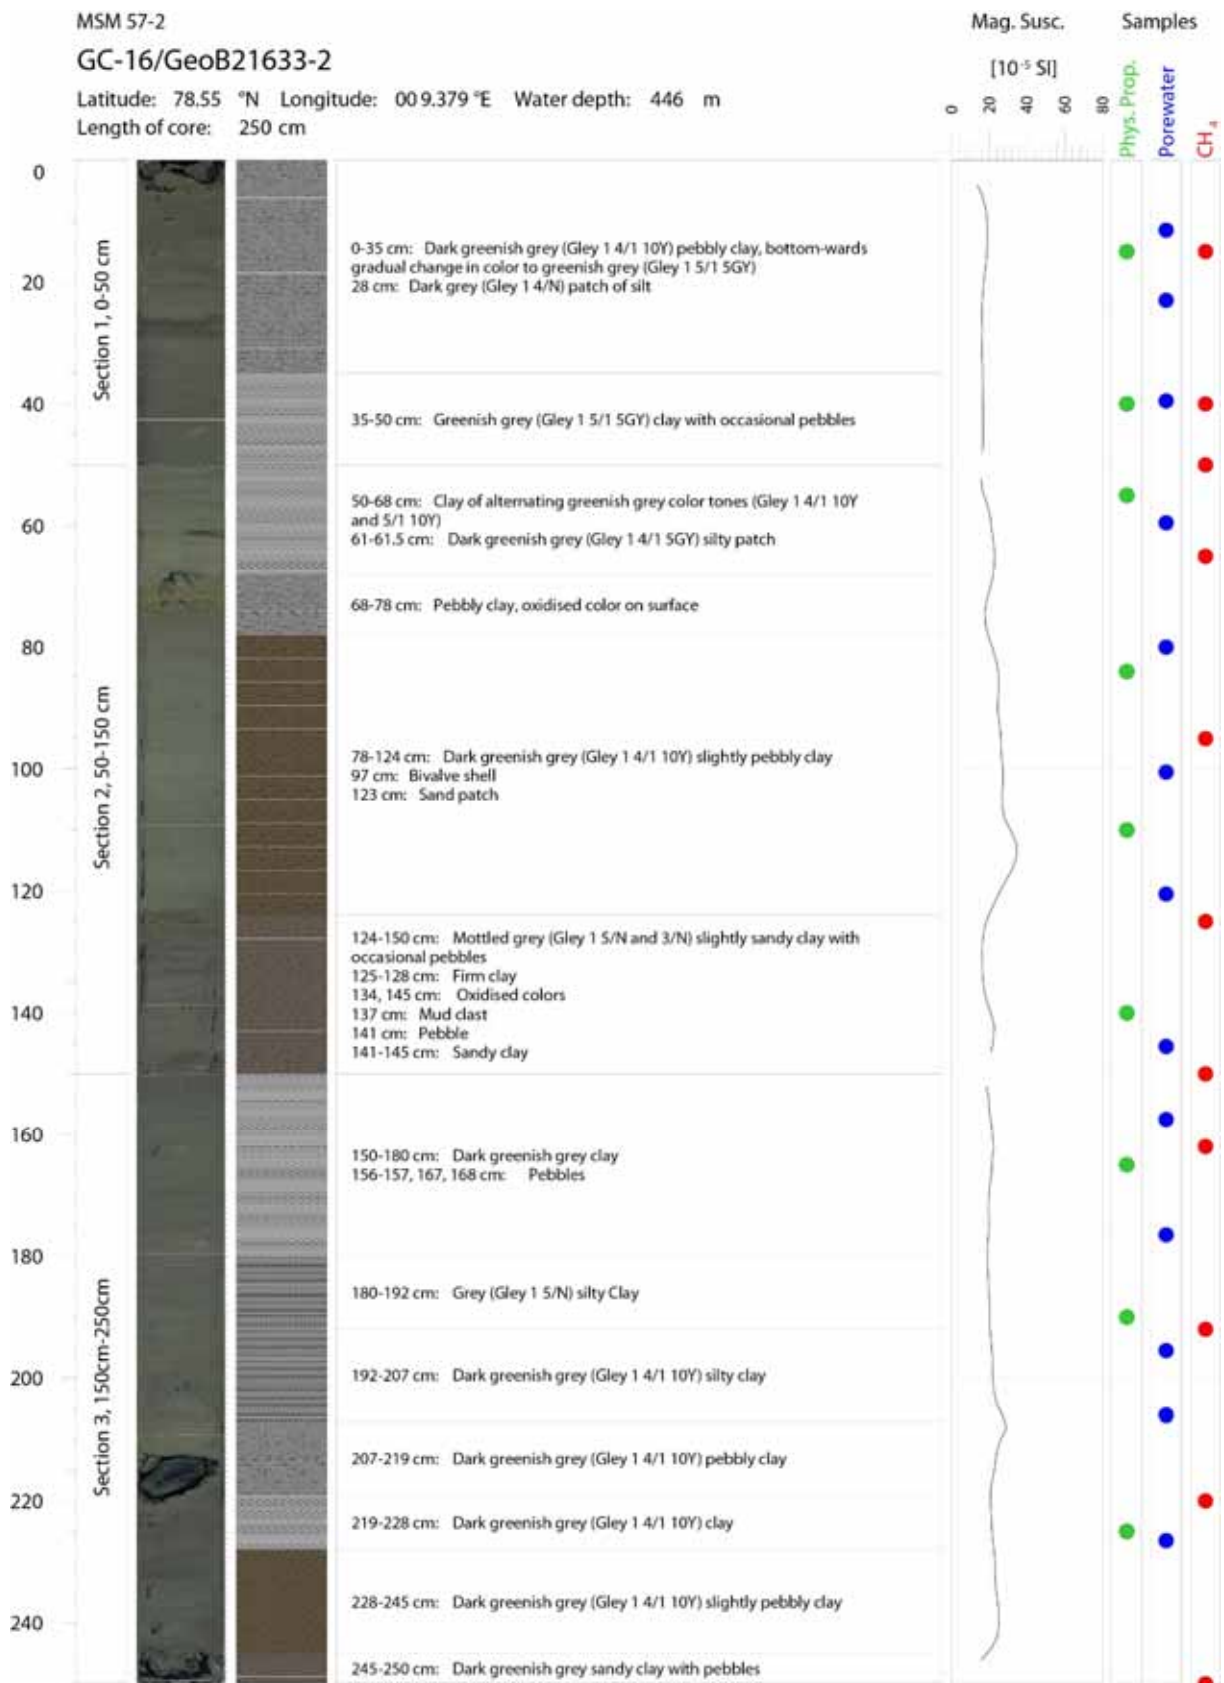 MSM 57-2
GC-16/GeoB21633-2
Latitude: 78.55 °N Longitude: 00 9.379 °E Water depth: 446 m
Length of core: 250 cm
Mag. Susc.
[10-5 SI]
0 20 40 60 80
Samples
Phys. Prop.
Porewater
CH4
0
20
40
60
80
100
120
140
160
180
200
220
240
Section 1, 0-50 cm
Section 2, 50-150 cm
Section 3, 150cm-250cm
0-35 cm: Dark greenish grey (Gley 1 4/1 10Y) pebbly clay, bottom-wards
gradual change in color to greenish grey (Gley 1 5/1 5GY)
28 cm: Dark grey (Gley 1 4/N) patch of silt
35-50 cm: Greenish grey (Gley 1 5/1 5GY) clay with occasional pebbles
50-68 cm: Clay of alternating greenish grey color tones (Gley 1 4/1 10Y
and 5/1 10Y)
61-61.5 cm: Dark greenish grey (Gley 1 4/1 5GY) silty patch
68-78 cm: Pebbly clay, oxidised color on surface
78-124 cm: Dark greenish grey (Gley 1 4/1 10Y) slightly pebbly clay
97 cm: Bivalve shell
123 cm: Sand patch
124-150 cm: Mottled grey (Gley 1 5/N and 3/N) slightly sandy clay with
occasional pebbles
125-128 cm: Firm clay
134, 145 cm: Oxidised colors
137 cm: Mud clast
141 cm: Pebble
141-145 cm: Sandy clay
150-180 cm: Dark greenish grey clay
156-157, 167, 168 cm: Pebbles
180-192 cm: Grey (Gley 1 5/N) silty Clay
192-207 cm: Dark greenish grey (Gley 1 4/1 10Y) silty clay
207-219 cm: Dark greenish grey (Gley 1 4/1 10Y) pebbly clay
219-228 cm: Dark greenish grey (Gley 1 4/1 10Y) clay
228-245 cm: Dark greenish grey (Gley 1 4/1 10Y) slightly pebbly clay
245-250 cm: Dark greenish grey sandy clay with pebbles